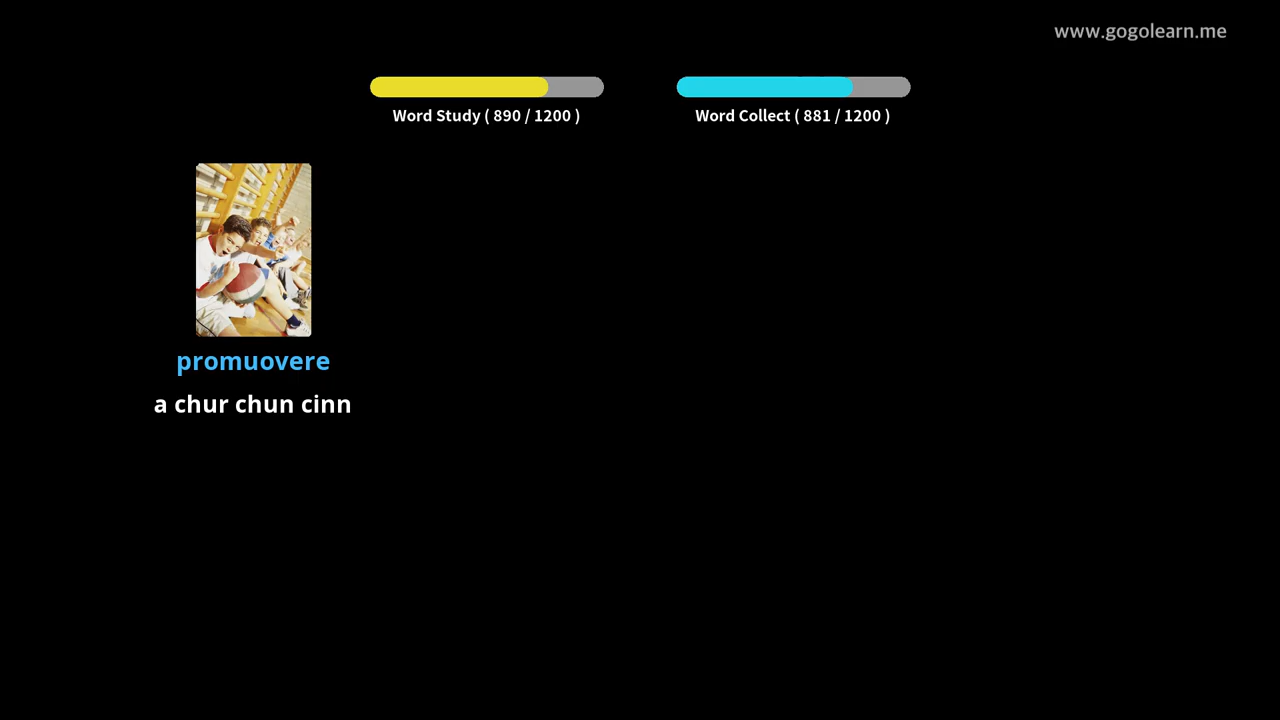 www.gogolearn.me
Word Study ( 890 / 1200 )
Word Collect ( 881 / 1200 )
promuovere
a chur chun cinn